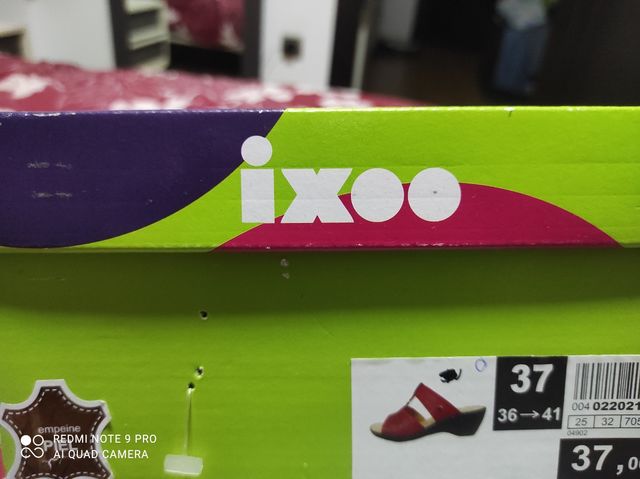 ixoo
37
36→41
004 022021
25 32 705
04902
37,0
empeine
PIEL
REDMI NOTE 9 PRO
AI QUAD CAMERA